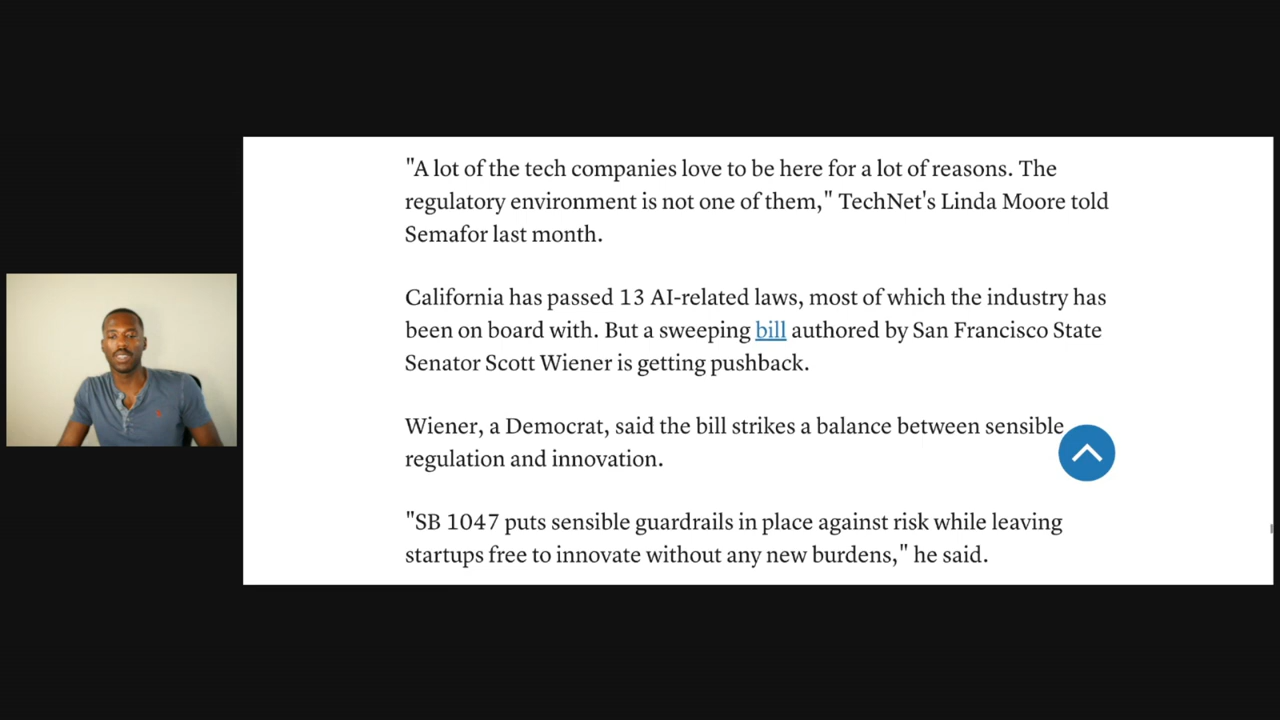 "A lot of the tech companies love to be here for a lot of reasons. The
regulatory environment is not one of them," TechNet's Linda Moore told
Semafor last month.
California has passed 13 AI-related laws, most of which the industry has
been on board with. But a sweeping bill authored by San Francisco State
Senator Scott Wiener is getting pushback.
Wiener, a Democrat, said the bill strikes a balance between sensible
regulation and innovation.
"SB 1047 puts sensible guardrails in place against risk while leaving
startups free to innovate without any new burdens," he said.